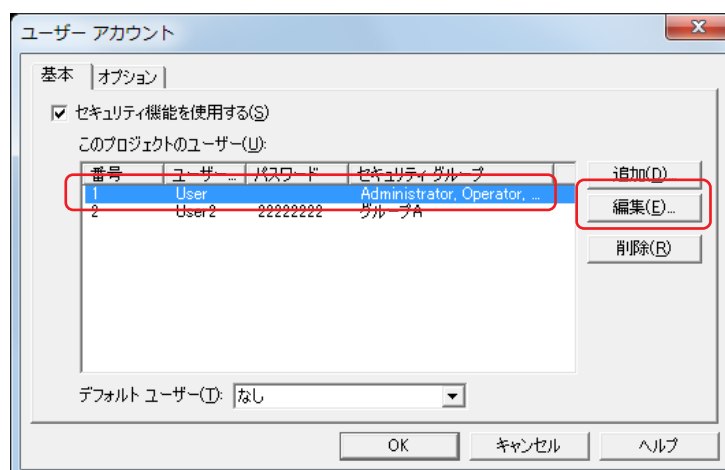 ユーザー アカウント
基本 オプション
セキュリティ機能を使用する(S)
このプロジェクトのユーザー(U):
番号 ユーザー... パスワード セキュリティ グループ 追加(D)...
1 User Administrator, Operator, ... 編集(E)...
2 User2 22222222 グループA
削除(R)
デフォルト ユーザー(T): なし
OK キャンセル ヘルプ